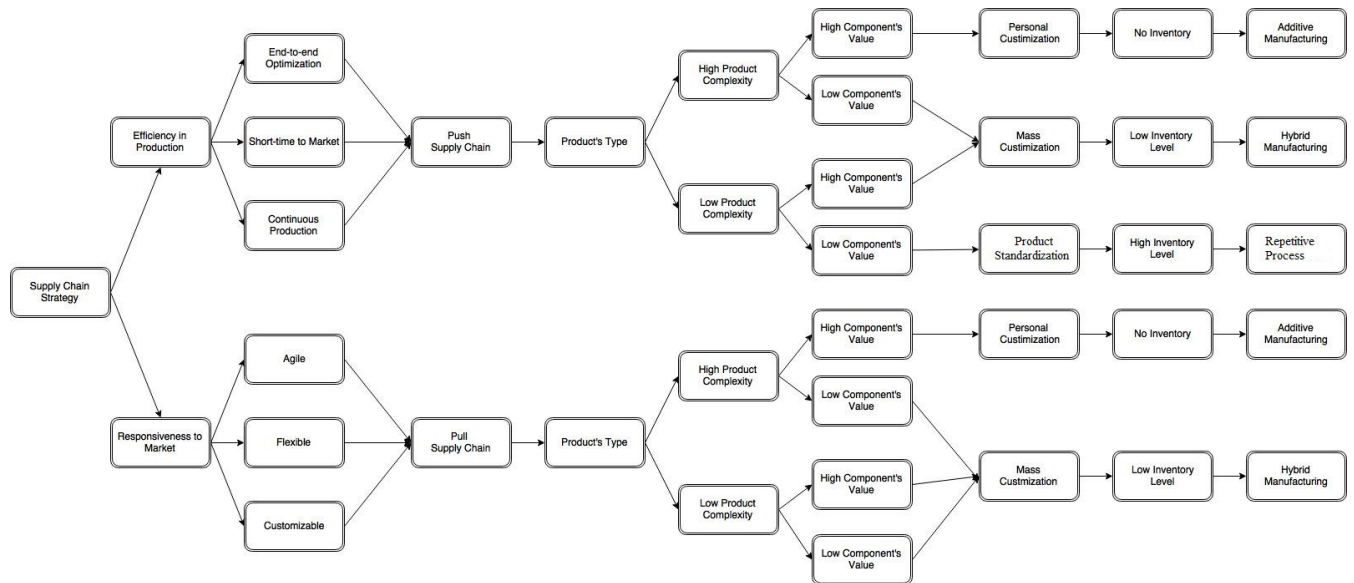 Supply Chain
Strategy
Efficiency in
Production
Responsiveness to
Market
End-to-end
Optimization
Short-time to Market
Continuous
Production
Agile
Flexible
Customizable
Push
Supply Chain
Pull
Supply Chain
Product's Type
Product's Type
High Product
Complexity
Low Product
Complexity
High Product
Complexity
Low Product
Complexity
High Component's
Value
Low Component's
Value
High Component's
Value
Low Component's
Value
High Component's
Value
Low Component's
Value
High Component's
Value
Low Component's
Value
Personal
Custimization
Mass
Custimization
Product
Standardization
Personal
Custimization
Mass
Custmization
No Inventory
Low Inventory
Level
High Inventory
Level
No Inventory
Low Inventory
Level
Additive
Manufacturing
Hybrid
Manufacturing
Repetitive
Process
Additive
Manufacturing
Hybrid
Manufacturing